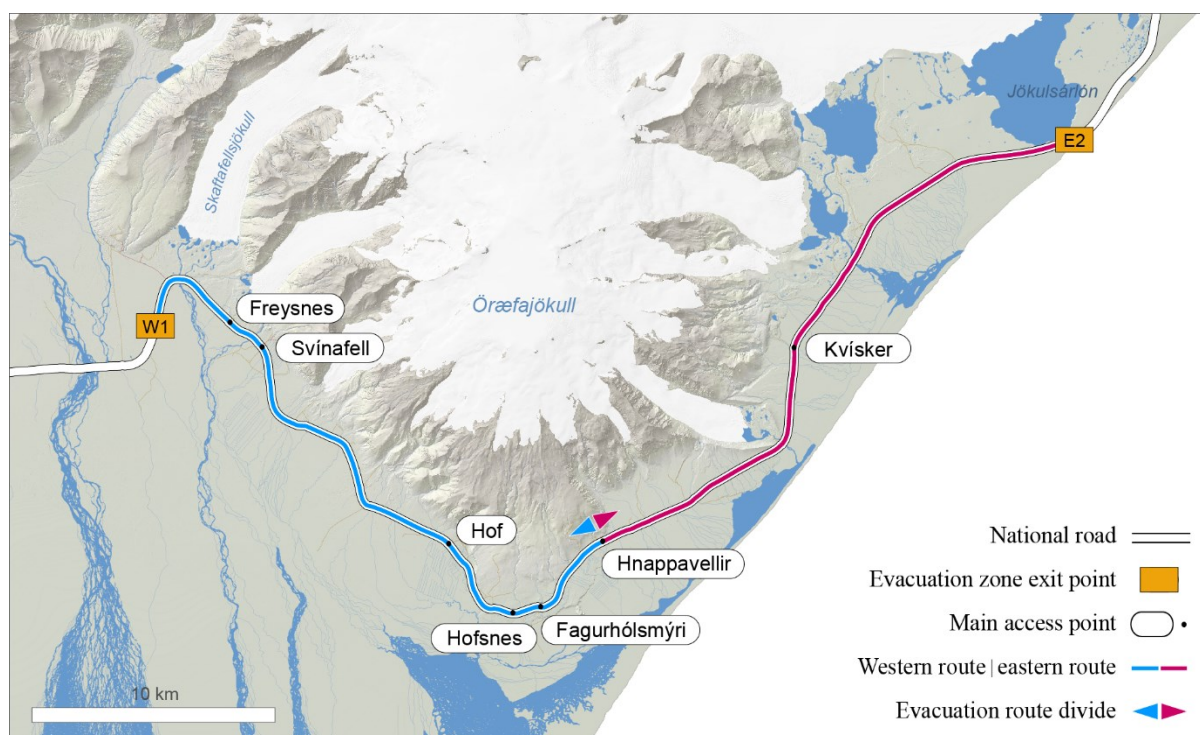 Jökulsárlón
E2
Skaftafellsjökull
Öræfajökull
Freysnes
W1
Svínafell
Kvísker
Hof
Hnappavellir
Hofsnes
Fagurhólsmýri
10 km
National road
Evacuation zone exit point
Main access point
Western route | eastern route
Evacuation route divide